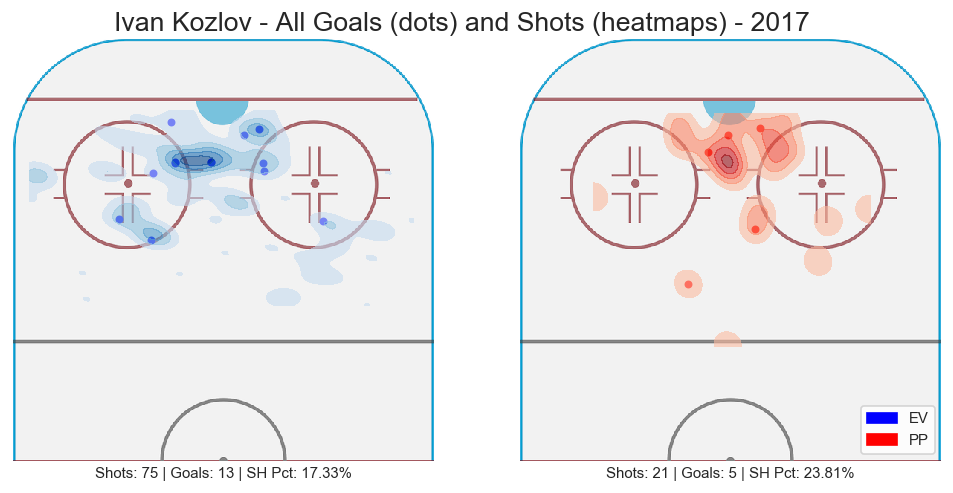 Ivan Kozlov - All Goals (dots) and Shots (heatmaps) - 2017
EV
PP
Shots: 75 | Goals: 13 | SH Pct: 17.33%
Shots: 21 | Goals: 5 | SH Pct: 23.81%